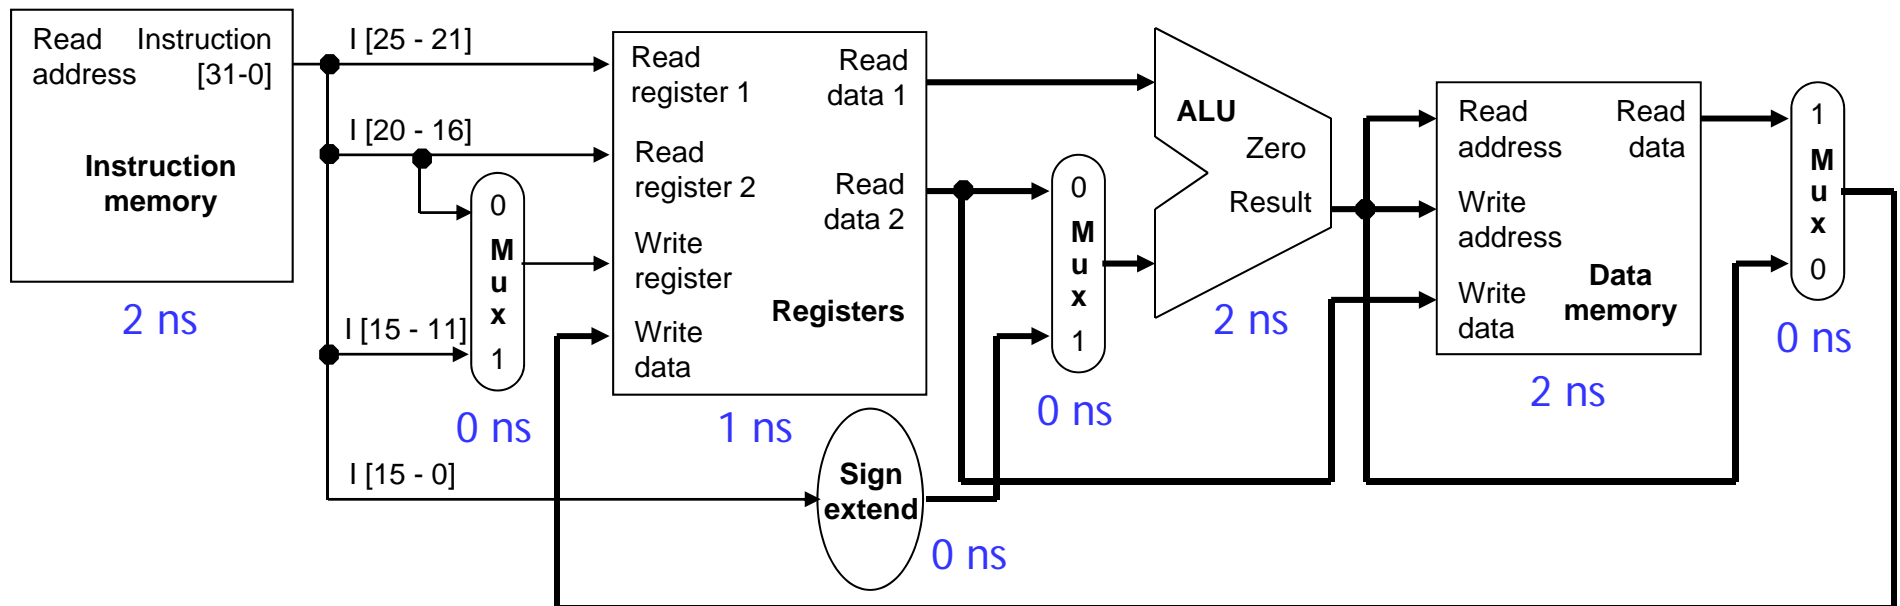 Read Instruction
address [31-0]
Instruction
memory
2 ns
I [25 - 21]
I [20 - 16]
I [15 - 11]
I [15 - 0]
0
M
u
x
1
0 ns
Read
register 1
Read
data 1
Read
register 2
Read
data 2
Write
register
Write
data
Registers
1 ns
Sign
extend
0 ns
0
M
u
x
1
0 ns
ALU
Zero
Result
2 ns
Read
address
Read
data
Write
address
Write
data
Data
memory
2 ns
1
M
u
x
0
0 ns